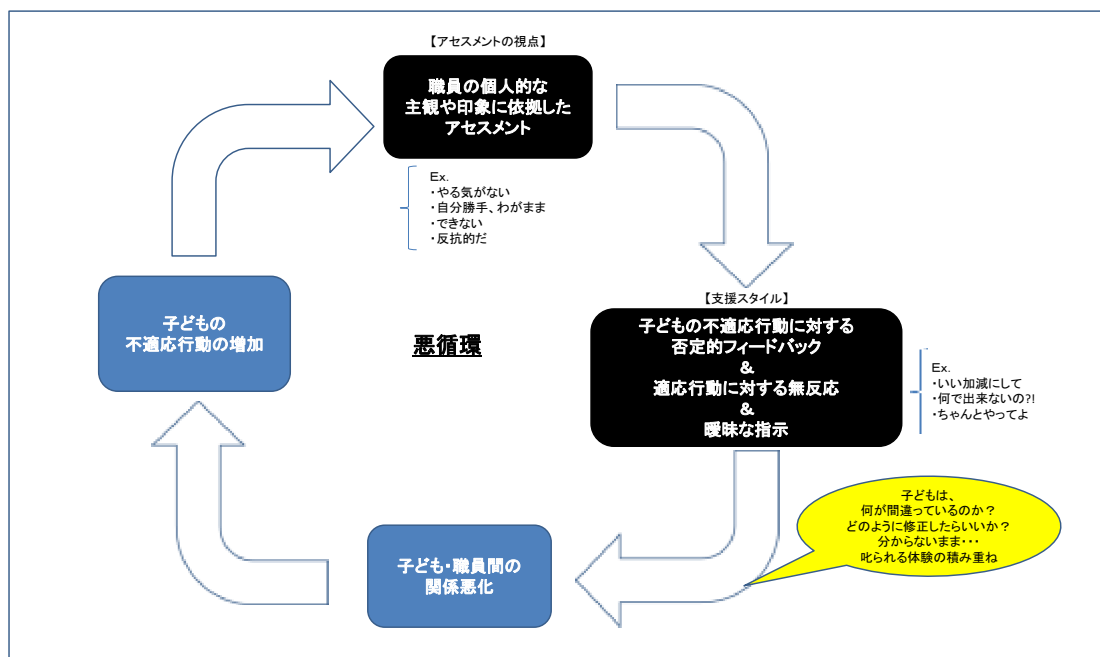 【アセスメントの視点】
職員の個人的な
主観や印象に依拠した
アセスメント
Ex.
・やる気がない
・自分勝手、わがまま
・できない
・反抗的だ
【支援スタイル】
子どもの不適応行動に対する
否定的フィードバック
&
適応行動に対する無反応
&
曖昧な指示
Ex.
・いい加減にして
・何で出来ないの?!
・ちゃんとやってよ
子どもは、
何が間違っているのか？
どのように修正したらいいか？
分からないまま・・・
叱られる体験の積み重ね
子ども・職員間の
関係悪化
子どもの
不適応行動の増加
悪循環